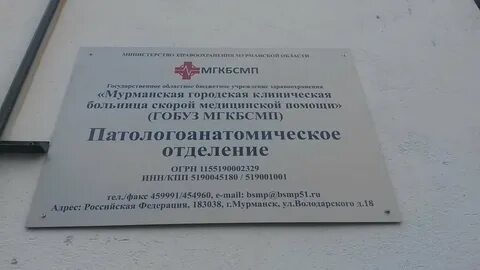 МИНИСТЕРСТВО ЗДРАВООХРАНЕНИЯ МУРМАНСКОЙ ОБЛАСТИ
МГКБСМП
Государственное областное бюджетное учреждение здравоохранения
«Мурманская городская клиническая
больница скорой медицинской помощи»
(ГОБУЗ МГКБСМП)
Патологоанатомическое
отделение
ОГРН 1155190002329
ИНН/КПП 5190045180 / 519001001
тел./факс 459991/454960, e-mail: bsmp@bsmp51.ru
Адрес: Российская Федерация, 183038, г.Мурманск, ул.Володарского д.18